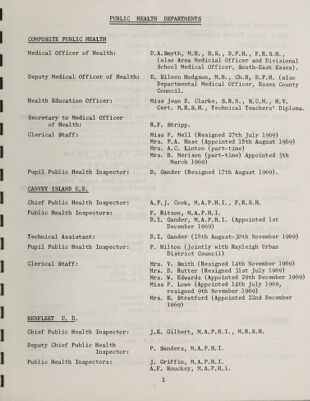 PUBLIC HEALTH DEPARTMENTS
COMPOSITE PUBLIC HEALTH
Medical Officer of Health: D.A.Smyth, M.B., B.S., D.P.H., F.R.S.H.,
(also Area Medical Officer and Divisional
School Medical Officer, South-East Essex).
Deputy Medical Officer of Health: E. Eileen Hodgson, M.B., Ch.B, D.P.H. (also
Departmental Medical Officer, Essex County
Council.
Health Education Officer: Miss Jean D. Clarke, S.R.N., S.C.M., H.V.
Cert. M.R.S.H., Technical Teachers' Diploma.
Secretary to Medical Officer
of Health: R.F. Stripp.
Clerical Staff: Miss P. Mell (Resigned 27th July 1969)
Mrs. P.A. Hase (Appointed 18th August 1969)
Mrs. A.C. Linton (part-time)
Mrs. B. Merison (part-time) Appointed 5th
March 1969)
Pupil Public Health Inspector: D. Gander (Resigned 17th August 1969).
CANVEY ISLAND U.D.
Chief Public Health Inspector: A.P.J. Cook, M.A.P.H.I., F.R.S.H.
Public Health Inspectors: F. Ritson, M.A.P.H.I.
D.I. Gander, M.A.P.H.I. (Appointed 1st
December 1969)
Technical Assistant: D.I. Gander (18th August-30th November 1969)
Pupil Public Health Inspector: P. Hilton (Jointly with Rayleigh Urban
District Council)
Clerical Staff: Mrs. V. Smith (Resigned 14th November 1969)
Mrs. D. Rutter (Resigned 31st July 1969)
Mrs. W. Edwards (Appointed 29th December 1969)
Miss P. Lowe (Appointed 14th July 1969,
resigned 9th November 1969)
Mrs. E. Stratford (Appointed 22nd December
1969)
BENFLEET U. D.
Chief Public Health Inspector: J.E. Gilbert, M.A.P.H.I., M.R.S.H.
Deputy Chief Public Health
Inspector: P. Sanders, M.A.P.H.I.
Public Health Inspectors: J. Griffin, M.A.P.H.I.
A.F. Knuckey, M.A.P.H.I.
1